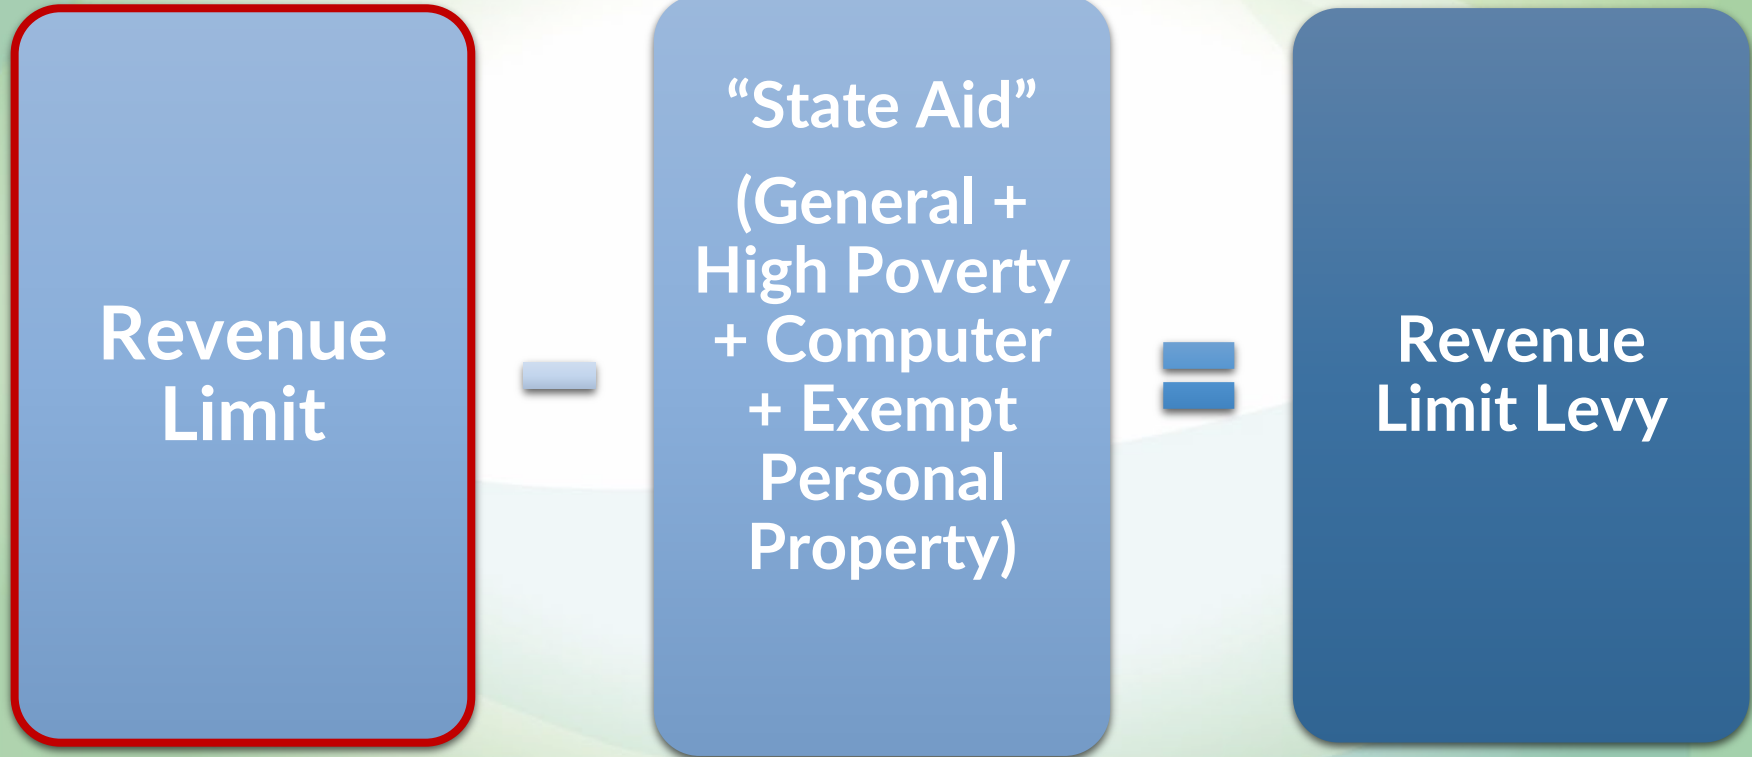 Revenue
Limit
“State Aid”
(General +
High Poverty
+ Computer
+ Exempt
Personal
Property)
Revenue
Limit Levy